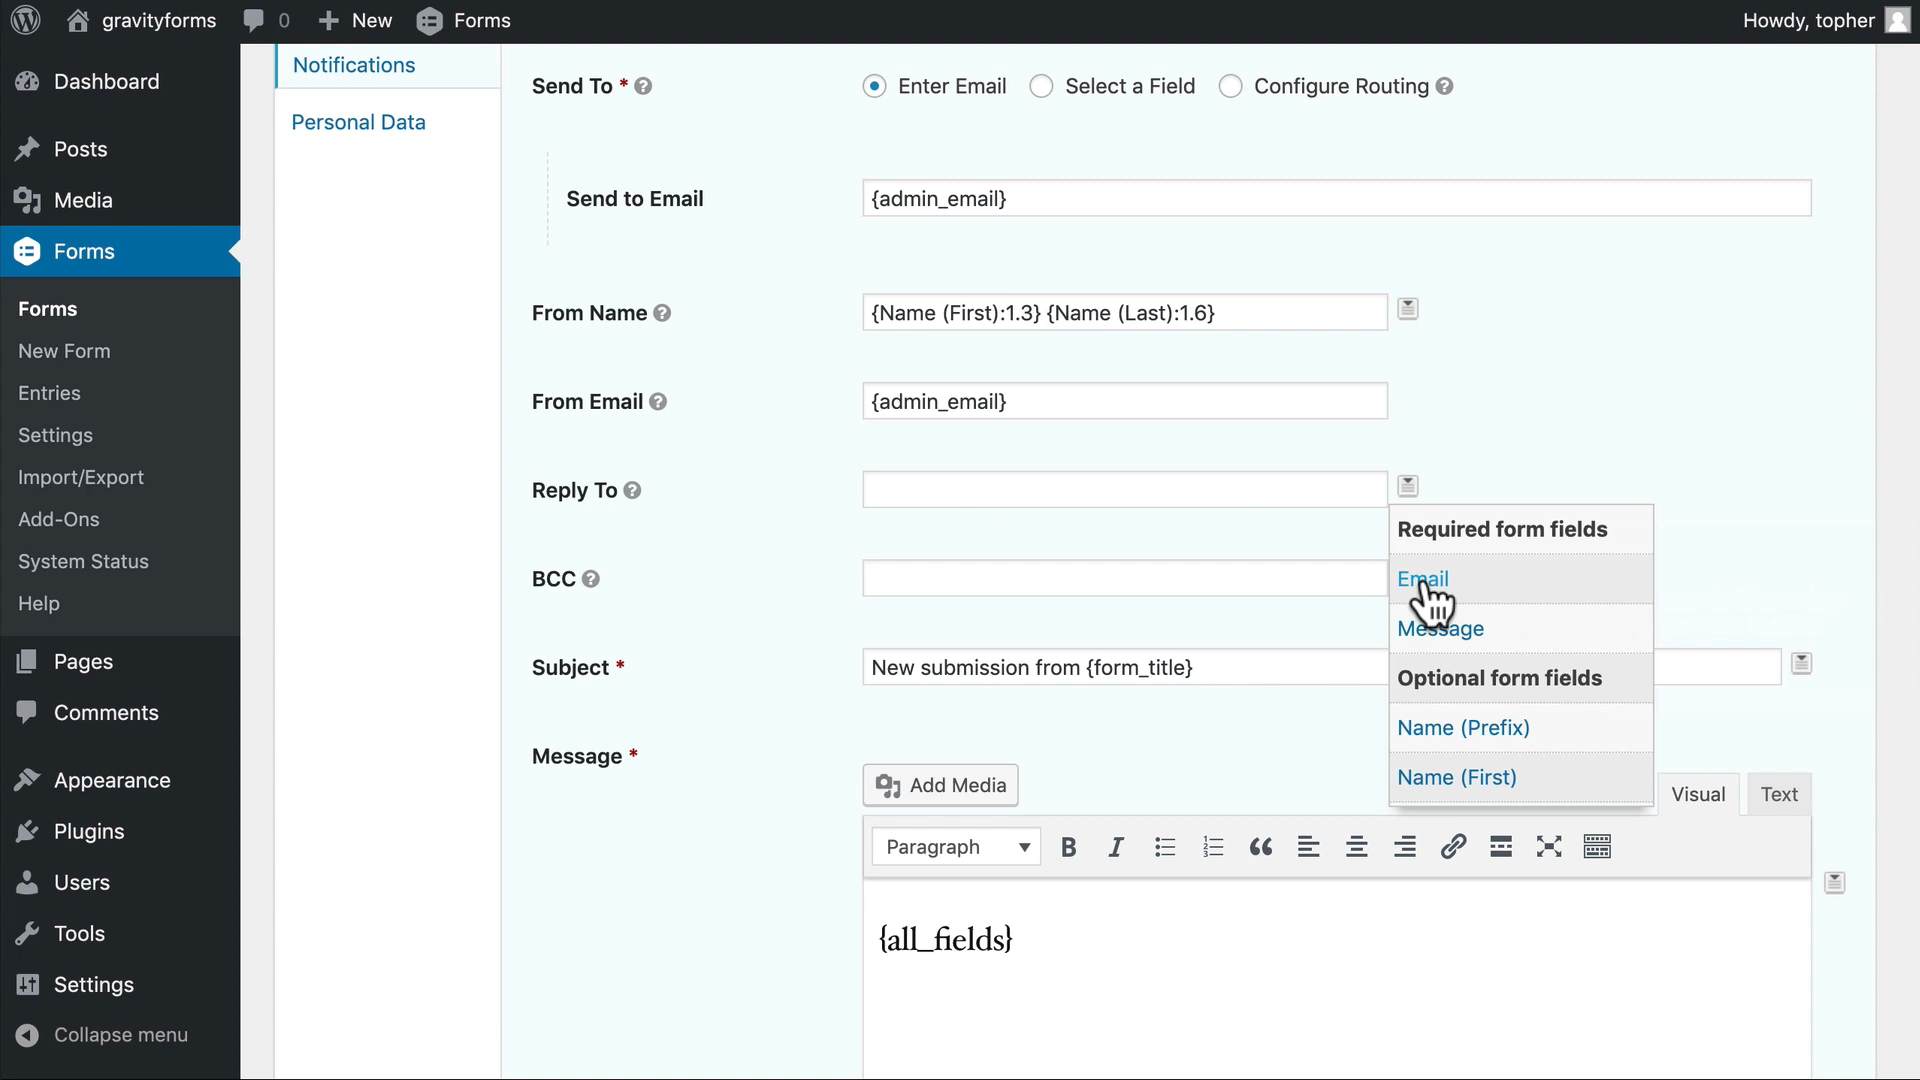 gravityforms 0 New Forms Howdy, topher
Dashboard
Posts
Media
Forms
Forms
New Form
Entries
Settings
Import/Export
Add-Ons
System Status
Help
Pages
Comments
Appearance
Plugins
Users
Tools
Settings
Collapse menu
Notifications
Personal Data
Send To * ? Enter Email Select a Field Configure Routing ?
Send to Email {admin_email}
From Name ? {Name (First):1.3} {Name (Last):1.6}
From Email ? {admin_email}
Reply To ?
BCC ?
Subject * New submission from {form_title}
Message *
Required form fields
Email
Message
Optional form fields
Name (Prefix)
Name (First)
Add Media
Visual Text
Paragraph B I
{all_fields}